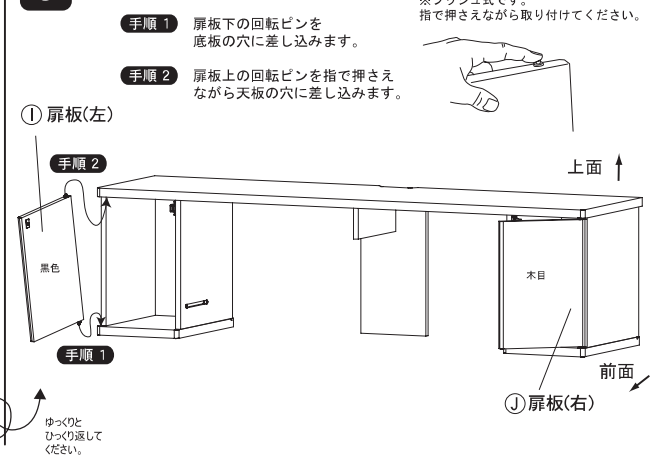 ※プッシュ式です。
指で押さえながら取り付けてください。
手順 1 扉板下の回転ピンを
底板の穴に差し込みます。
手順 2 扉板上の回転ピンを指で押さえ
ながら天板の穴に差し込みます。
Ⓘ 扉板(左)
手順 2
上面
黒色
木目
手順 1
前面
Ⓙ 扉板(右)
ゆっくりと
ひっくり返して
ください。